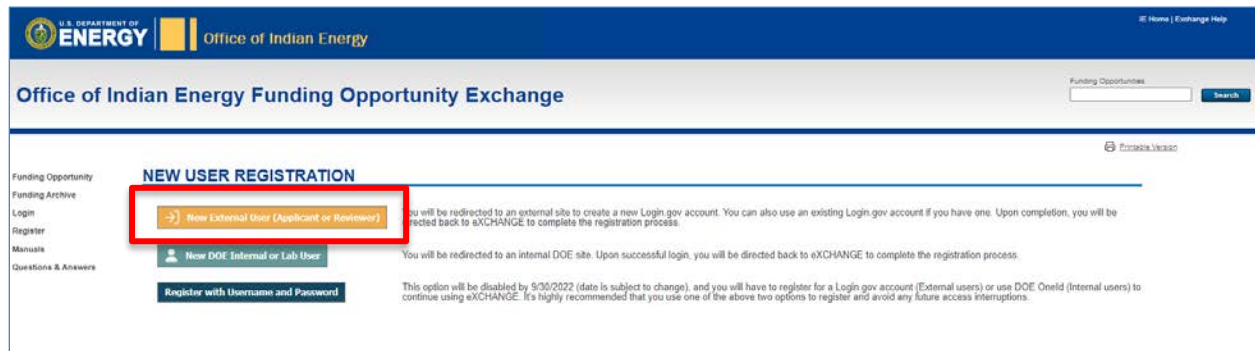 U.S. DEPARTMENT OF
ENERGY
Office of Indian Energy
IE Home | Exchange Help
Office of Indian Energy Funding Opportunity Exchange
Funding Opportunities
Search
Printable Version
Funding Opportunity
Funding Archive
Login
Register
Manuals
Questions & Answers
NEW USER REGISTRATION
New External User (Applicant or Reviewer)
You will be redirected to an external site to create a new Login.gov account. You can also use an existing Login.gov account if you have one. Upon completion, you will be
directed back to eXCHANGE to complete the registration process.
New DOE Internal or Lab User
You will be redirected to an internal DOE site. Upon successful login, you will be directed back to eXCHANGE to complete the registration process.
Register with Username and Password
This option will be disabled by 9/30/2022 (date is subject to change), and you will have to register for a Login.gov account (External users) or use DOE OneId (Internal users) to
continue using eXCHANGE. It's highly recommended that you use one of the above two options to register and avoid any future access interruptions.